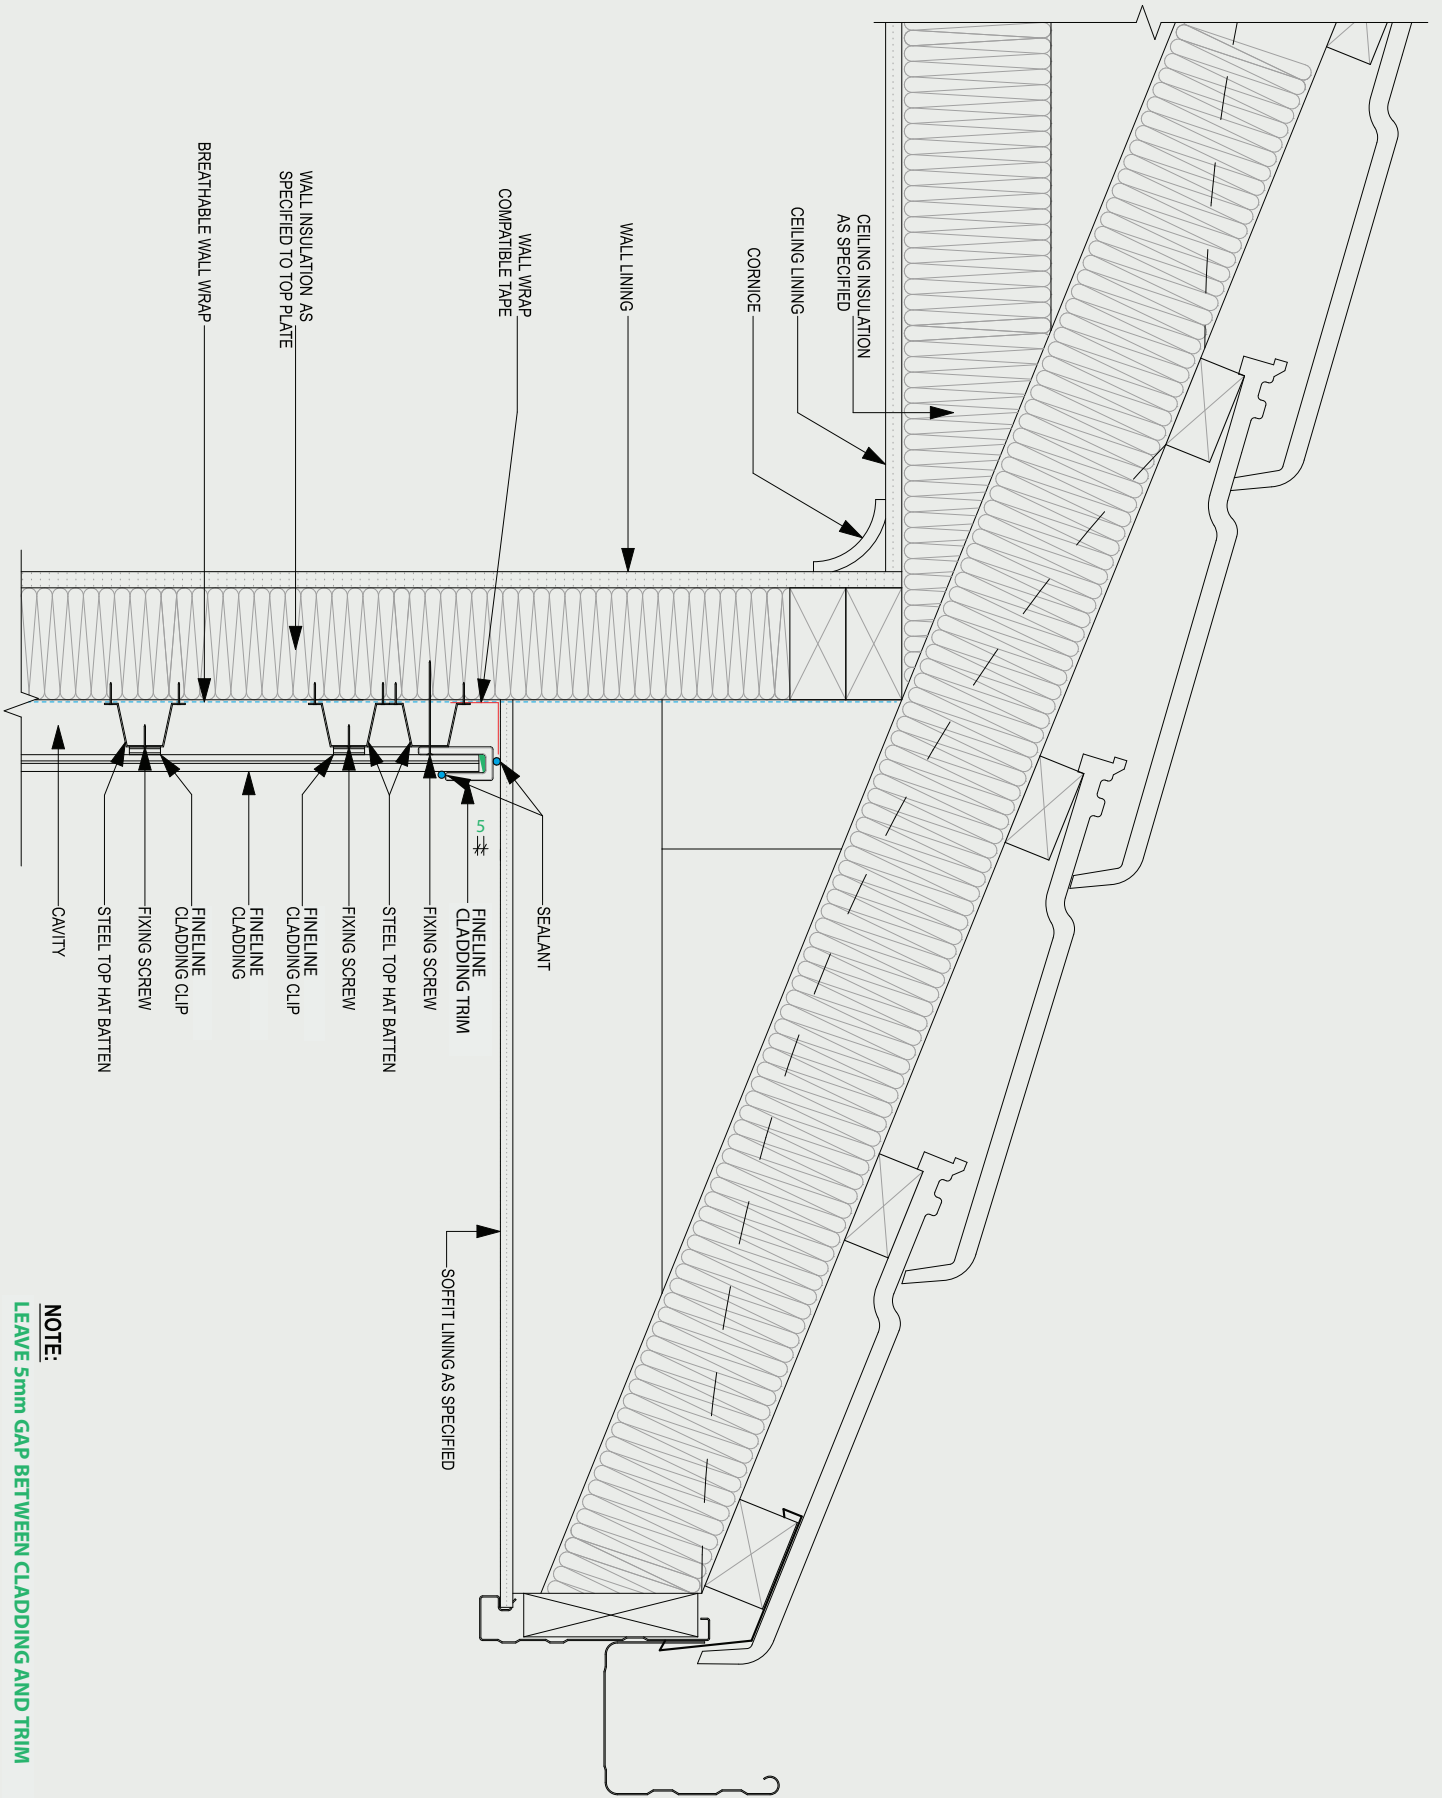 CEILING INSULATION
AS SPECIFIED
CEILING LINING
CORNICE
WALL LINING
WALL WRAP
COMPATIBLE TAPE
WALL INSULATION AS
SPECIFIED TO TOP PLATE
BREATHABLE WALL WRAP
SEALANT
5
FINELINE
CLADDING TRIM
FIXING SCREW
STEEL TOP HAT BATTEN
FIXING SCREW
FINELINE
CLADDING CLIP
FINELINE
CLADDING
FINELINE
CLADDING CLIP
FIXING SCREW
STEEL TOP HAT BATTEN
CAVITY
SOFFIT LINING AS SPECIFIED
NOTE:
LEAVE 5mm GAP BETWEEN CLADDING AND TRIM